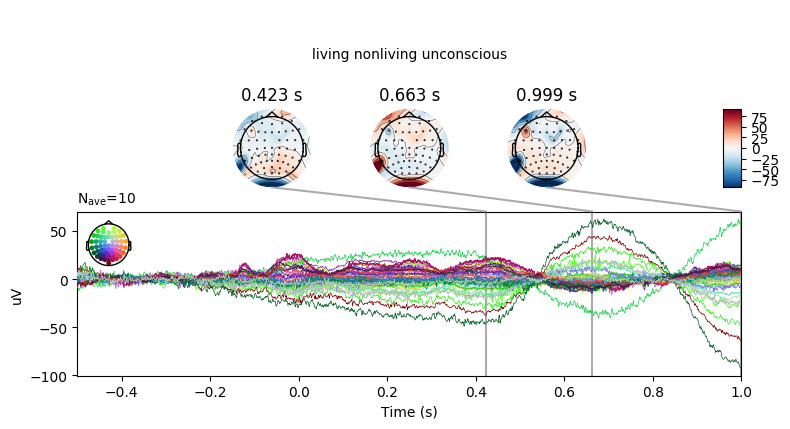 living nonliving unconscious
0.423 s 0.663 s 0.999 s
75
50
25
0
−25
−50
−75
Nave=10
50
0
−50
−100
uV
−0.4 −0.2 0.0 0.2 0.4 0.6 0.8 1.0
Time (s)